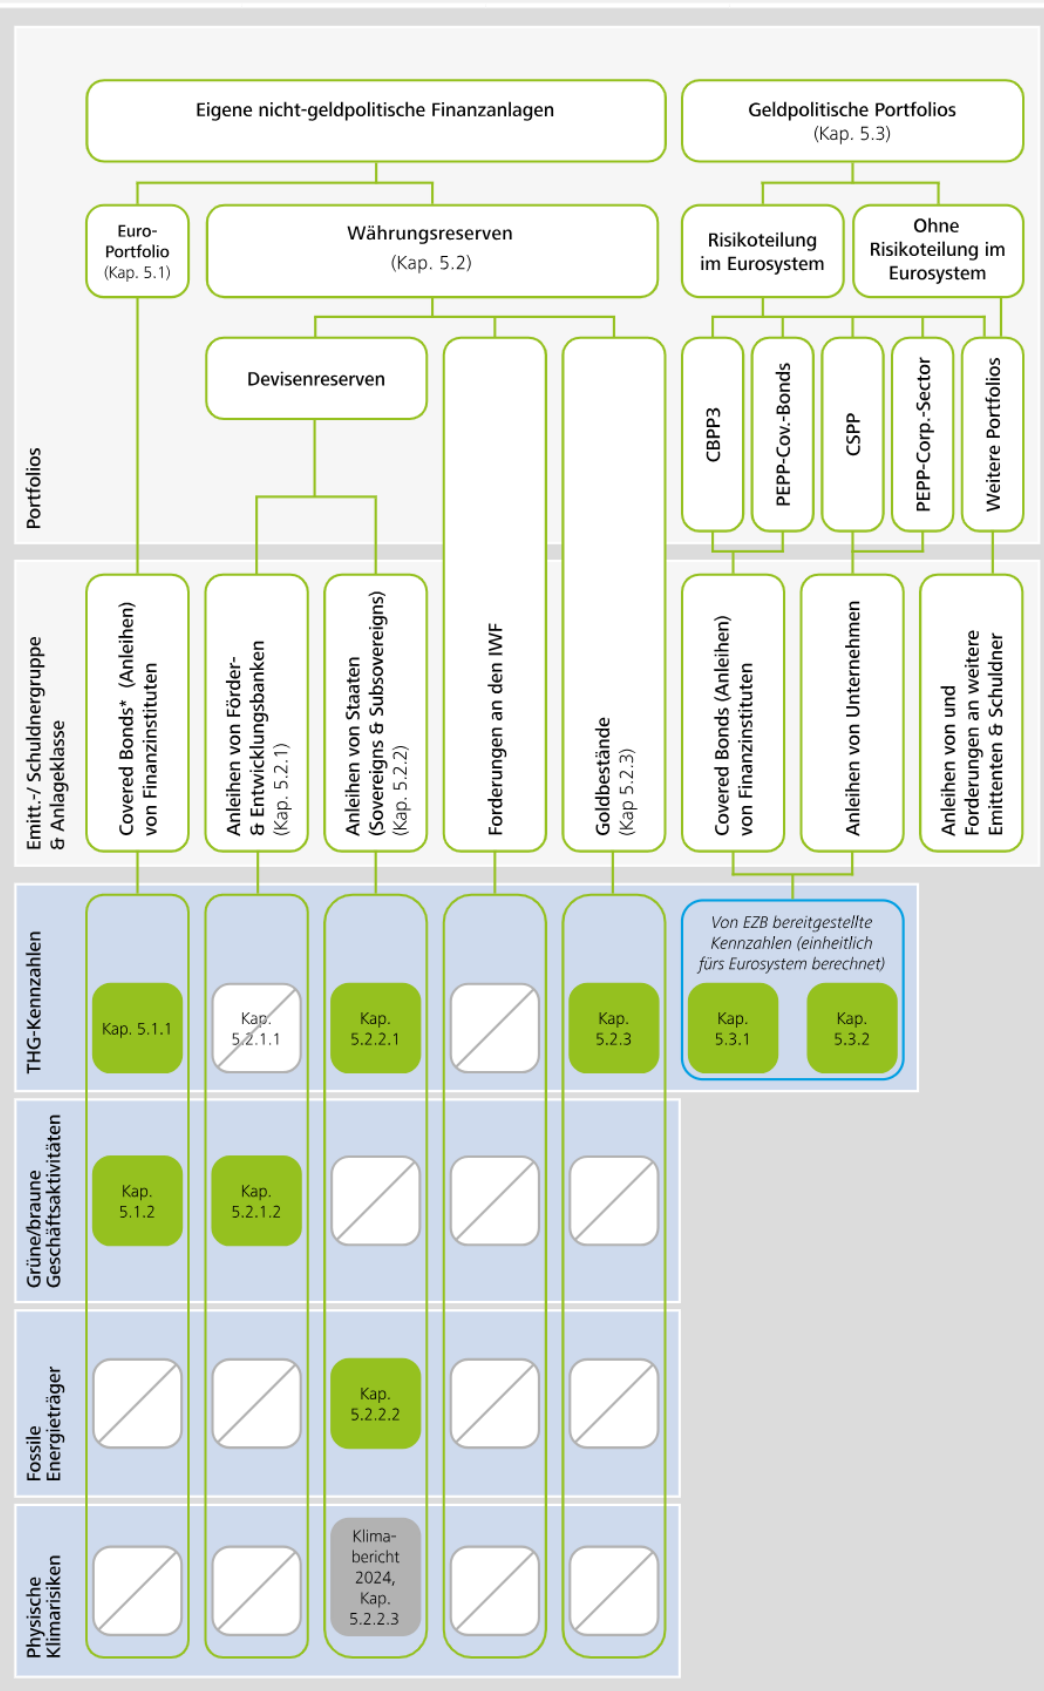 Eigene nicht-geldpolitische Finanzanlagen
Geldpolitische Portfolios
(Kap. 5.3)
Euro-
Portfolio
(Kap. 5.1)
Währungsreserven
(Kap. 5.2)
Risikoteilung
im Eurosystem
Ohne
Risikoteilung im
Eurosystem
Devisenreserven
CBPP3
PEPP-Cov.-Bonds
CSPP
PEPP-Corp.-Sector
Weitere Portfolios
Portfolios
Emitt.-/ Schuldnergruppe
& Anlageklasse
Covered Bonds* (Anleihen)
von Finanzinstituten
Anleihen von Förder-
& Entwicklungsbanken
(Kap. 5.2.1)
Anleihen von Staaten
(Sovereigns & Subsovereigns)
(Kap. 5.2.2)
Forderungen an den IWF
Goldbestände
(Kap 5.2.3)
Covered Bonds (Anleihen)
von Finanzinstituten
Anleihen von Unternehmen
Anleihen von und
Forderungen an weitere
Emittenten & Schuldner
THG-Kennzahlen
Kap. 5.1.1
Kap.
5.2.1.1
Kap.
5.2.2.1
Kap.
5.2.3
Von EZB bereitgestellte
Kennzahlen (einheitlich
fürs Eurosystem berechnet)
Kap.
5.3.1
Kap.
5.3.2
Grüne/braune
Geschäftsaktivitäten
Kap.
5.1.2
Kap.
5.2.1.2
Fossile
Energieträger
Kap.
5.2.2.2
Physische
Klimarisiken
Klima-
bericht
2024,
Kap.
5.2.2.3